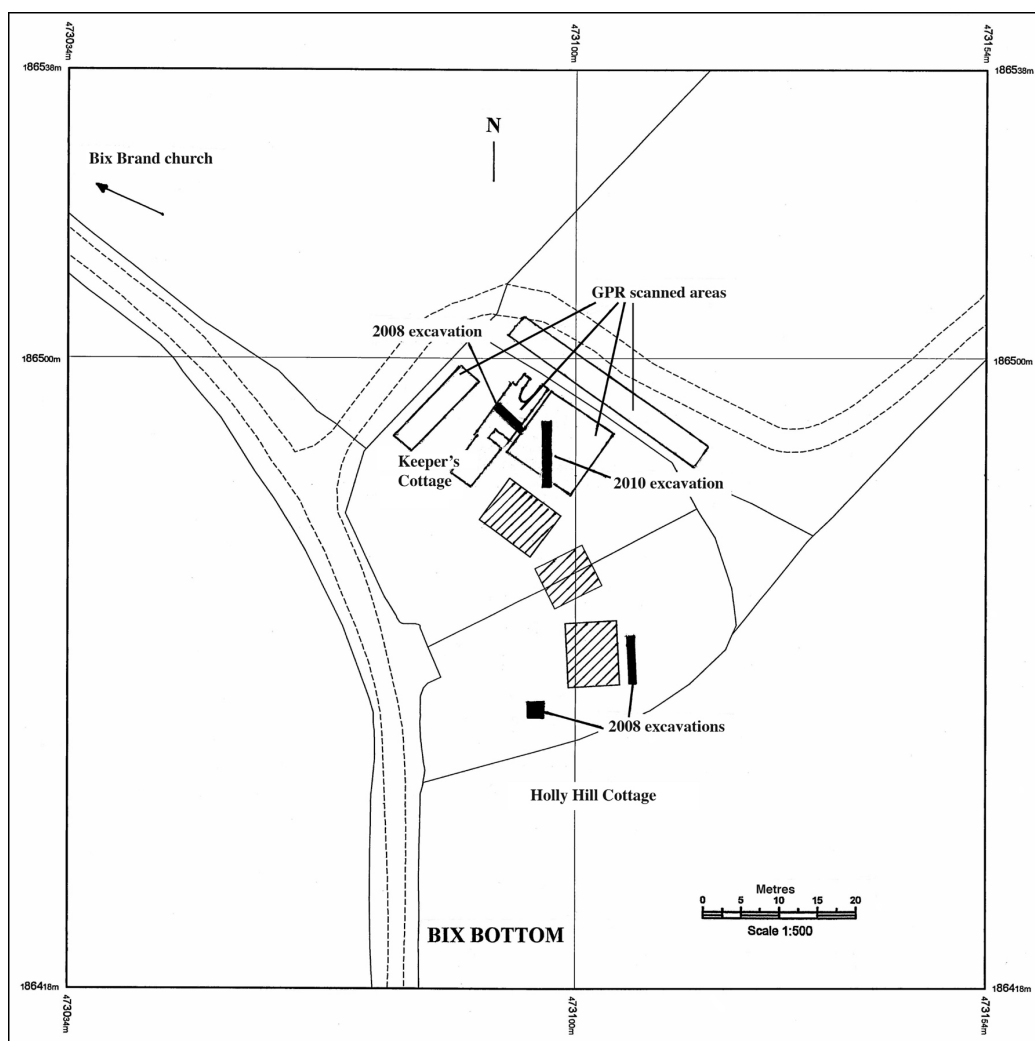 473034m
473100m
473154m
186538m
186538m
N
Bix Brand church
GPR scanned areas
2008 excavation
186500m
186500m
Keeper's
Cottage
2010 excavation
2008 excavations
Holly Hill Cottage
Metres
0 5 10 15 20
Scale 1:500
BIX BOTTOM
186418m
186418m
473034m
473100m
473154m